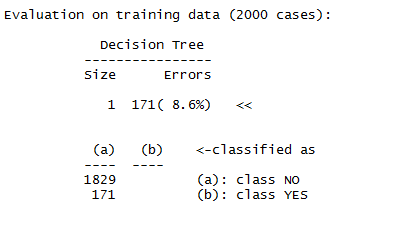 Evaluation on training data (2000 cases):
Decision Tree
----------------
Size Errors
1 171( 8.6%) <<
(a) (b) <-classified as
---- ----
1829 (a): class NO
171 (b): class YES